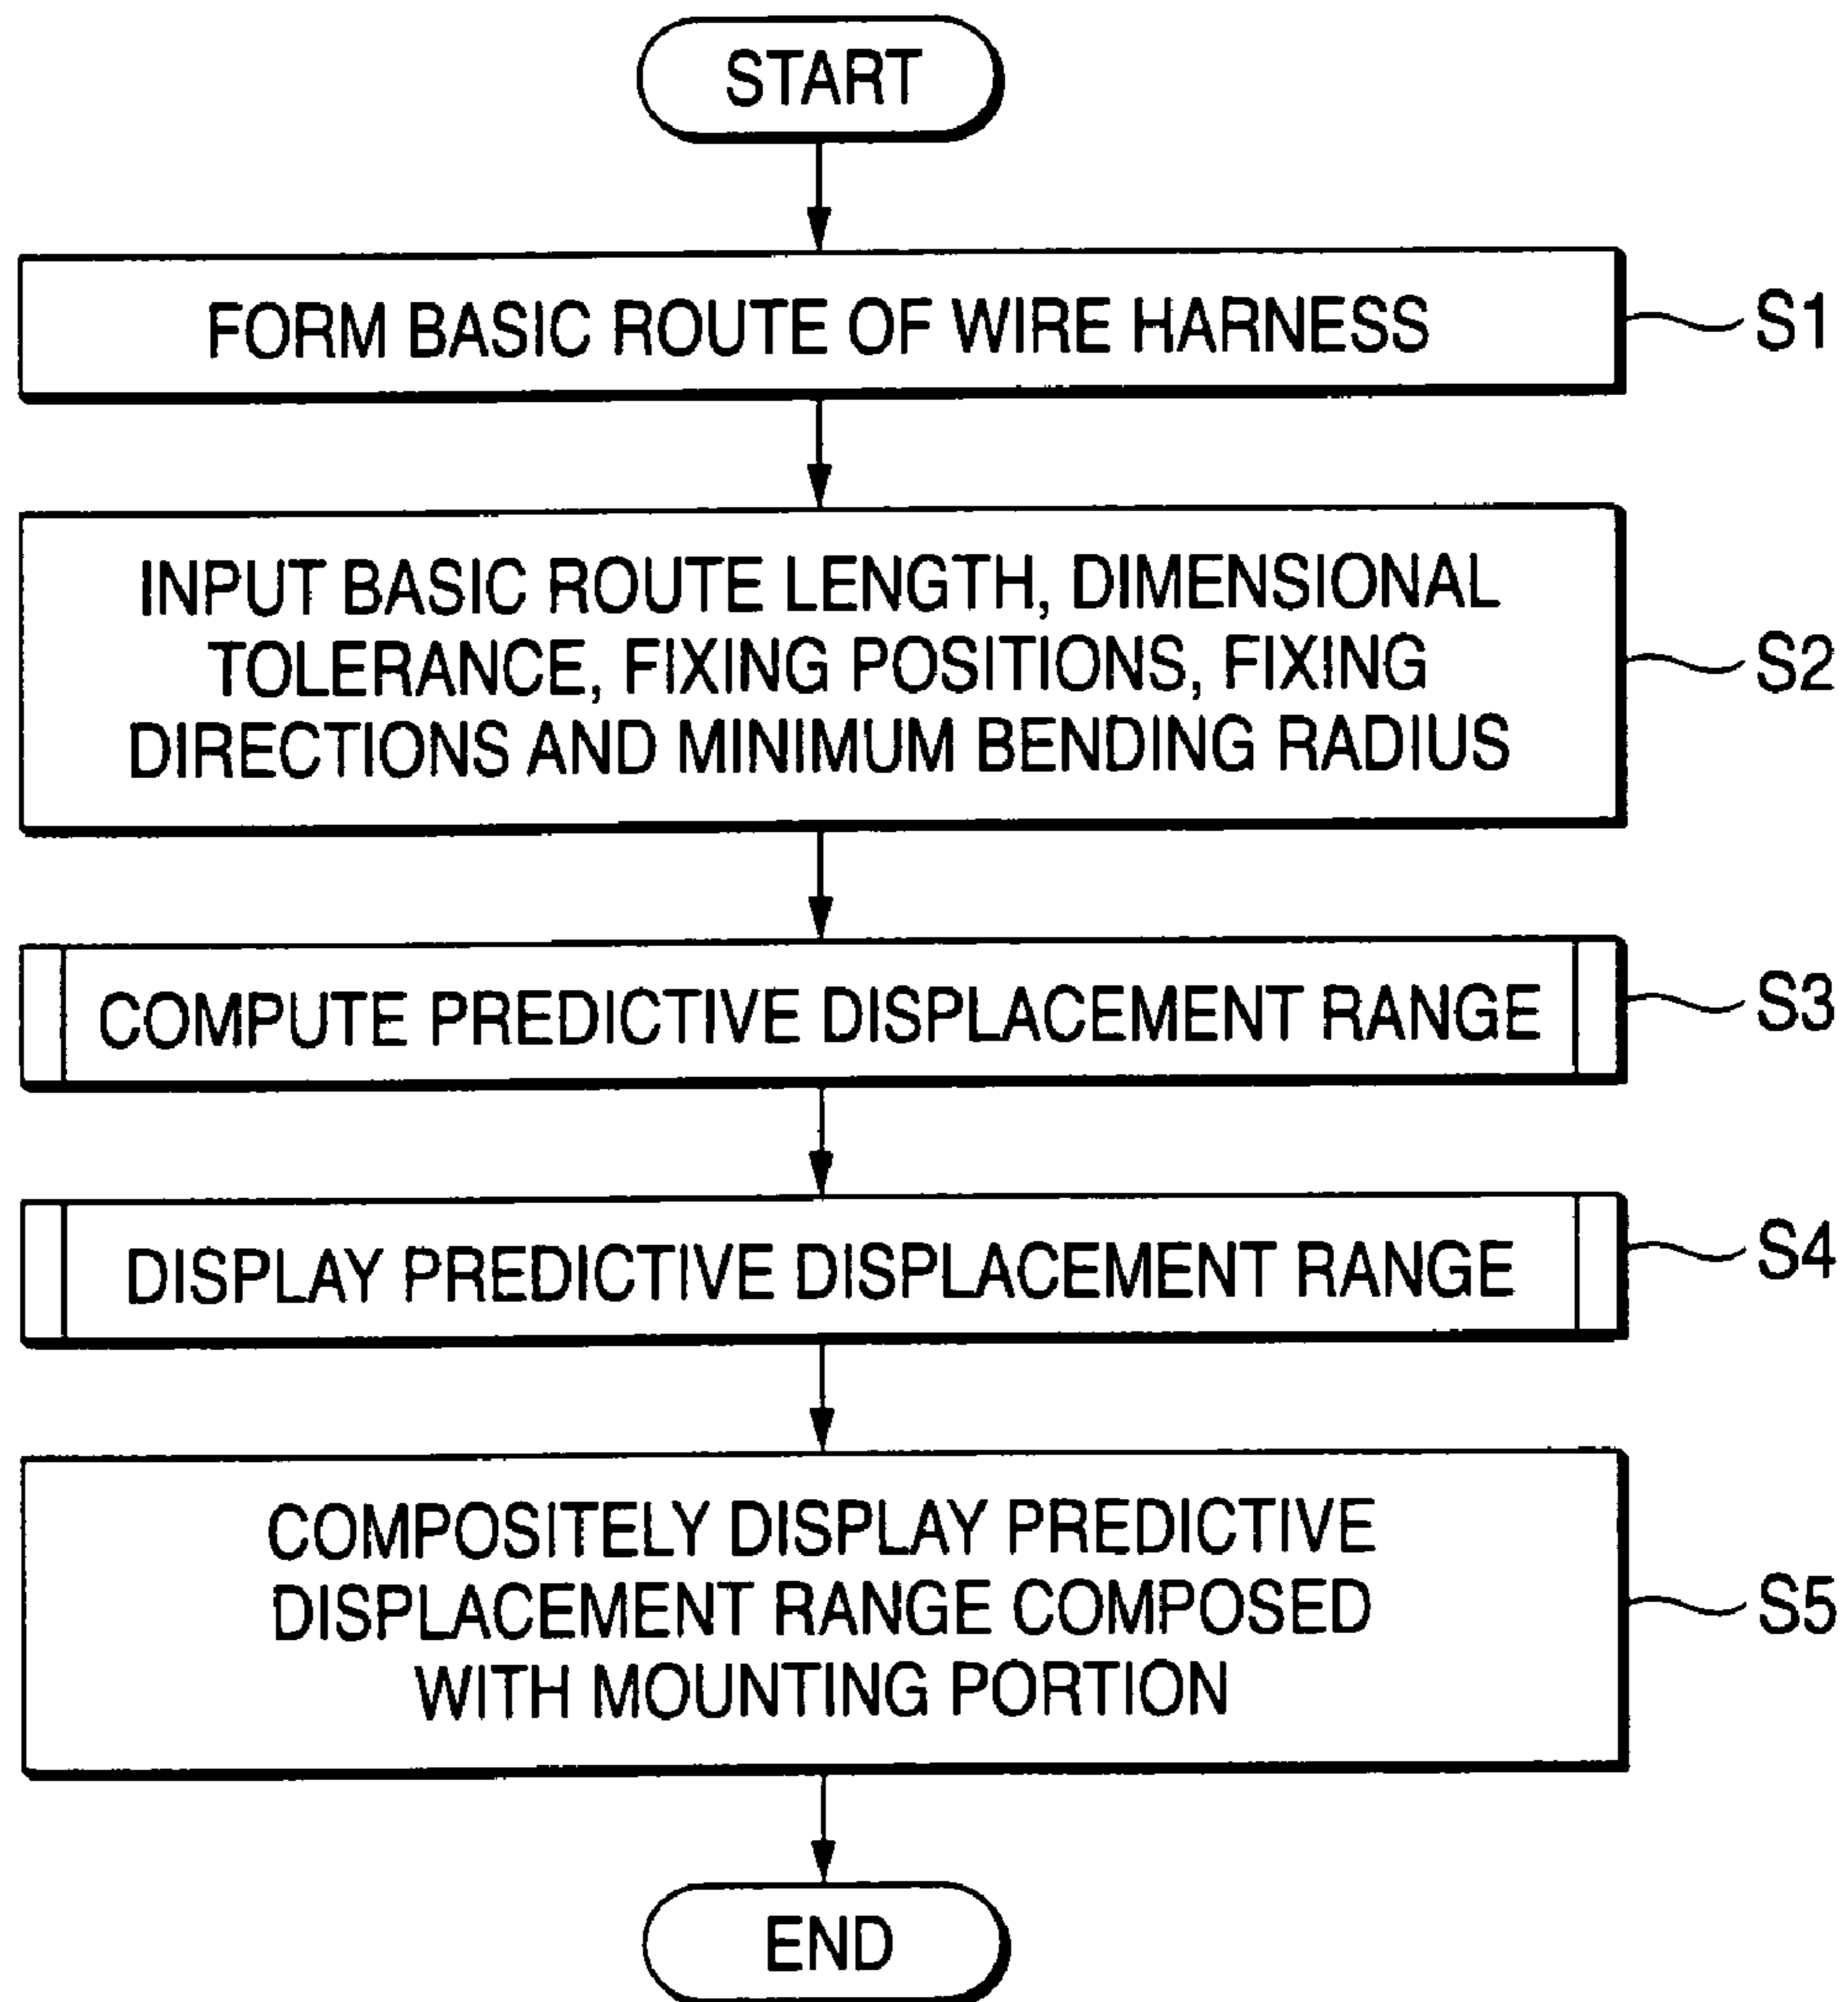 START
FORM BASIC ROUTE OF WIRE HARNESS
S1
INPUT BASIC ROUTE LENGTH, DIMENSIONAL
TOLERANCE, FIXING POSITIONS, FIXING
DIRECTIONS AND MINIMUM BENDING RADIUS
S2
COMPUTE PREDICTIVE DISPLACEMENT RANGE
S3
DISPLAY PREDICTIVE DISPLACEMENT RANGE
S4
COMPOSITELY DISPLAY PREDICTIVE
DISPLACEMENT RANGE COMPOSED
WITH MOUNTING PORTION
S5
END